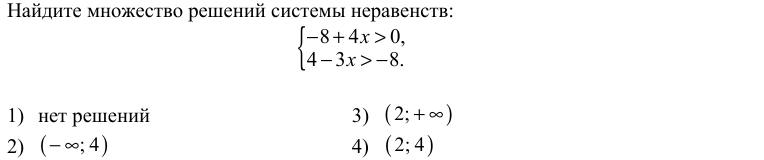 Найдите множество решений системы неравенств:
−8 + 4x > 0,
4 − 3x > −8.
1) нет решений
2) (−∞; 4)
3) (2; +∞)
4) (2; 4)